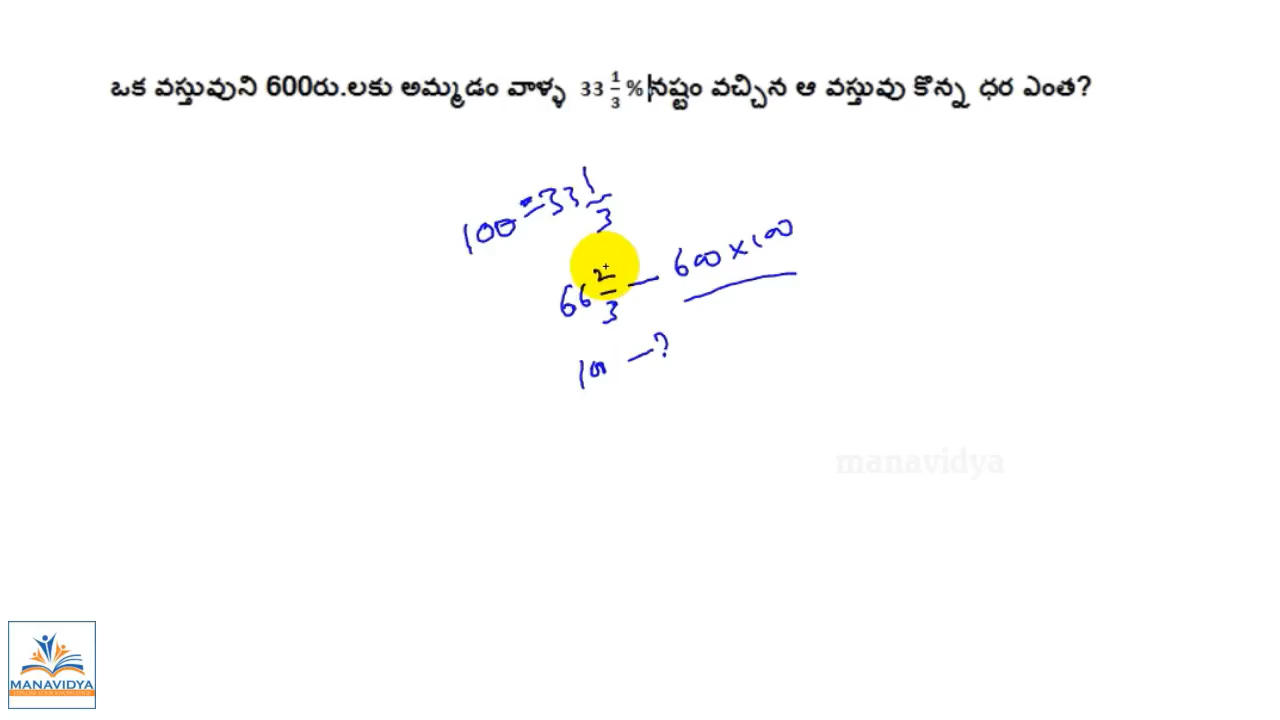 ఒక వస్తువుని 600రు.లకు అమ్మడం వాళ్ళ 33 1/3 % నష్టం వచ్చిన ఆ వస్తువు కొన్న ధర ఎంత?
100 - 33 1/3
66 2/3 — 600 × 100
100 — ?
manavidya
MANAVIDYA